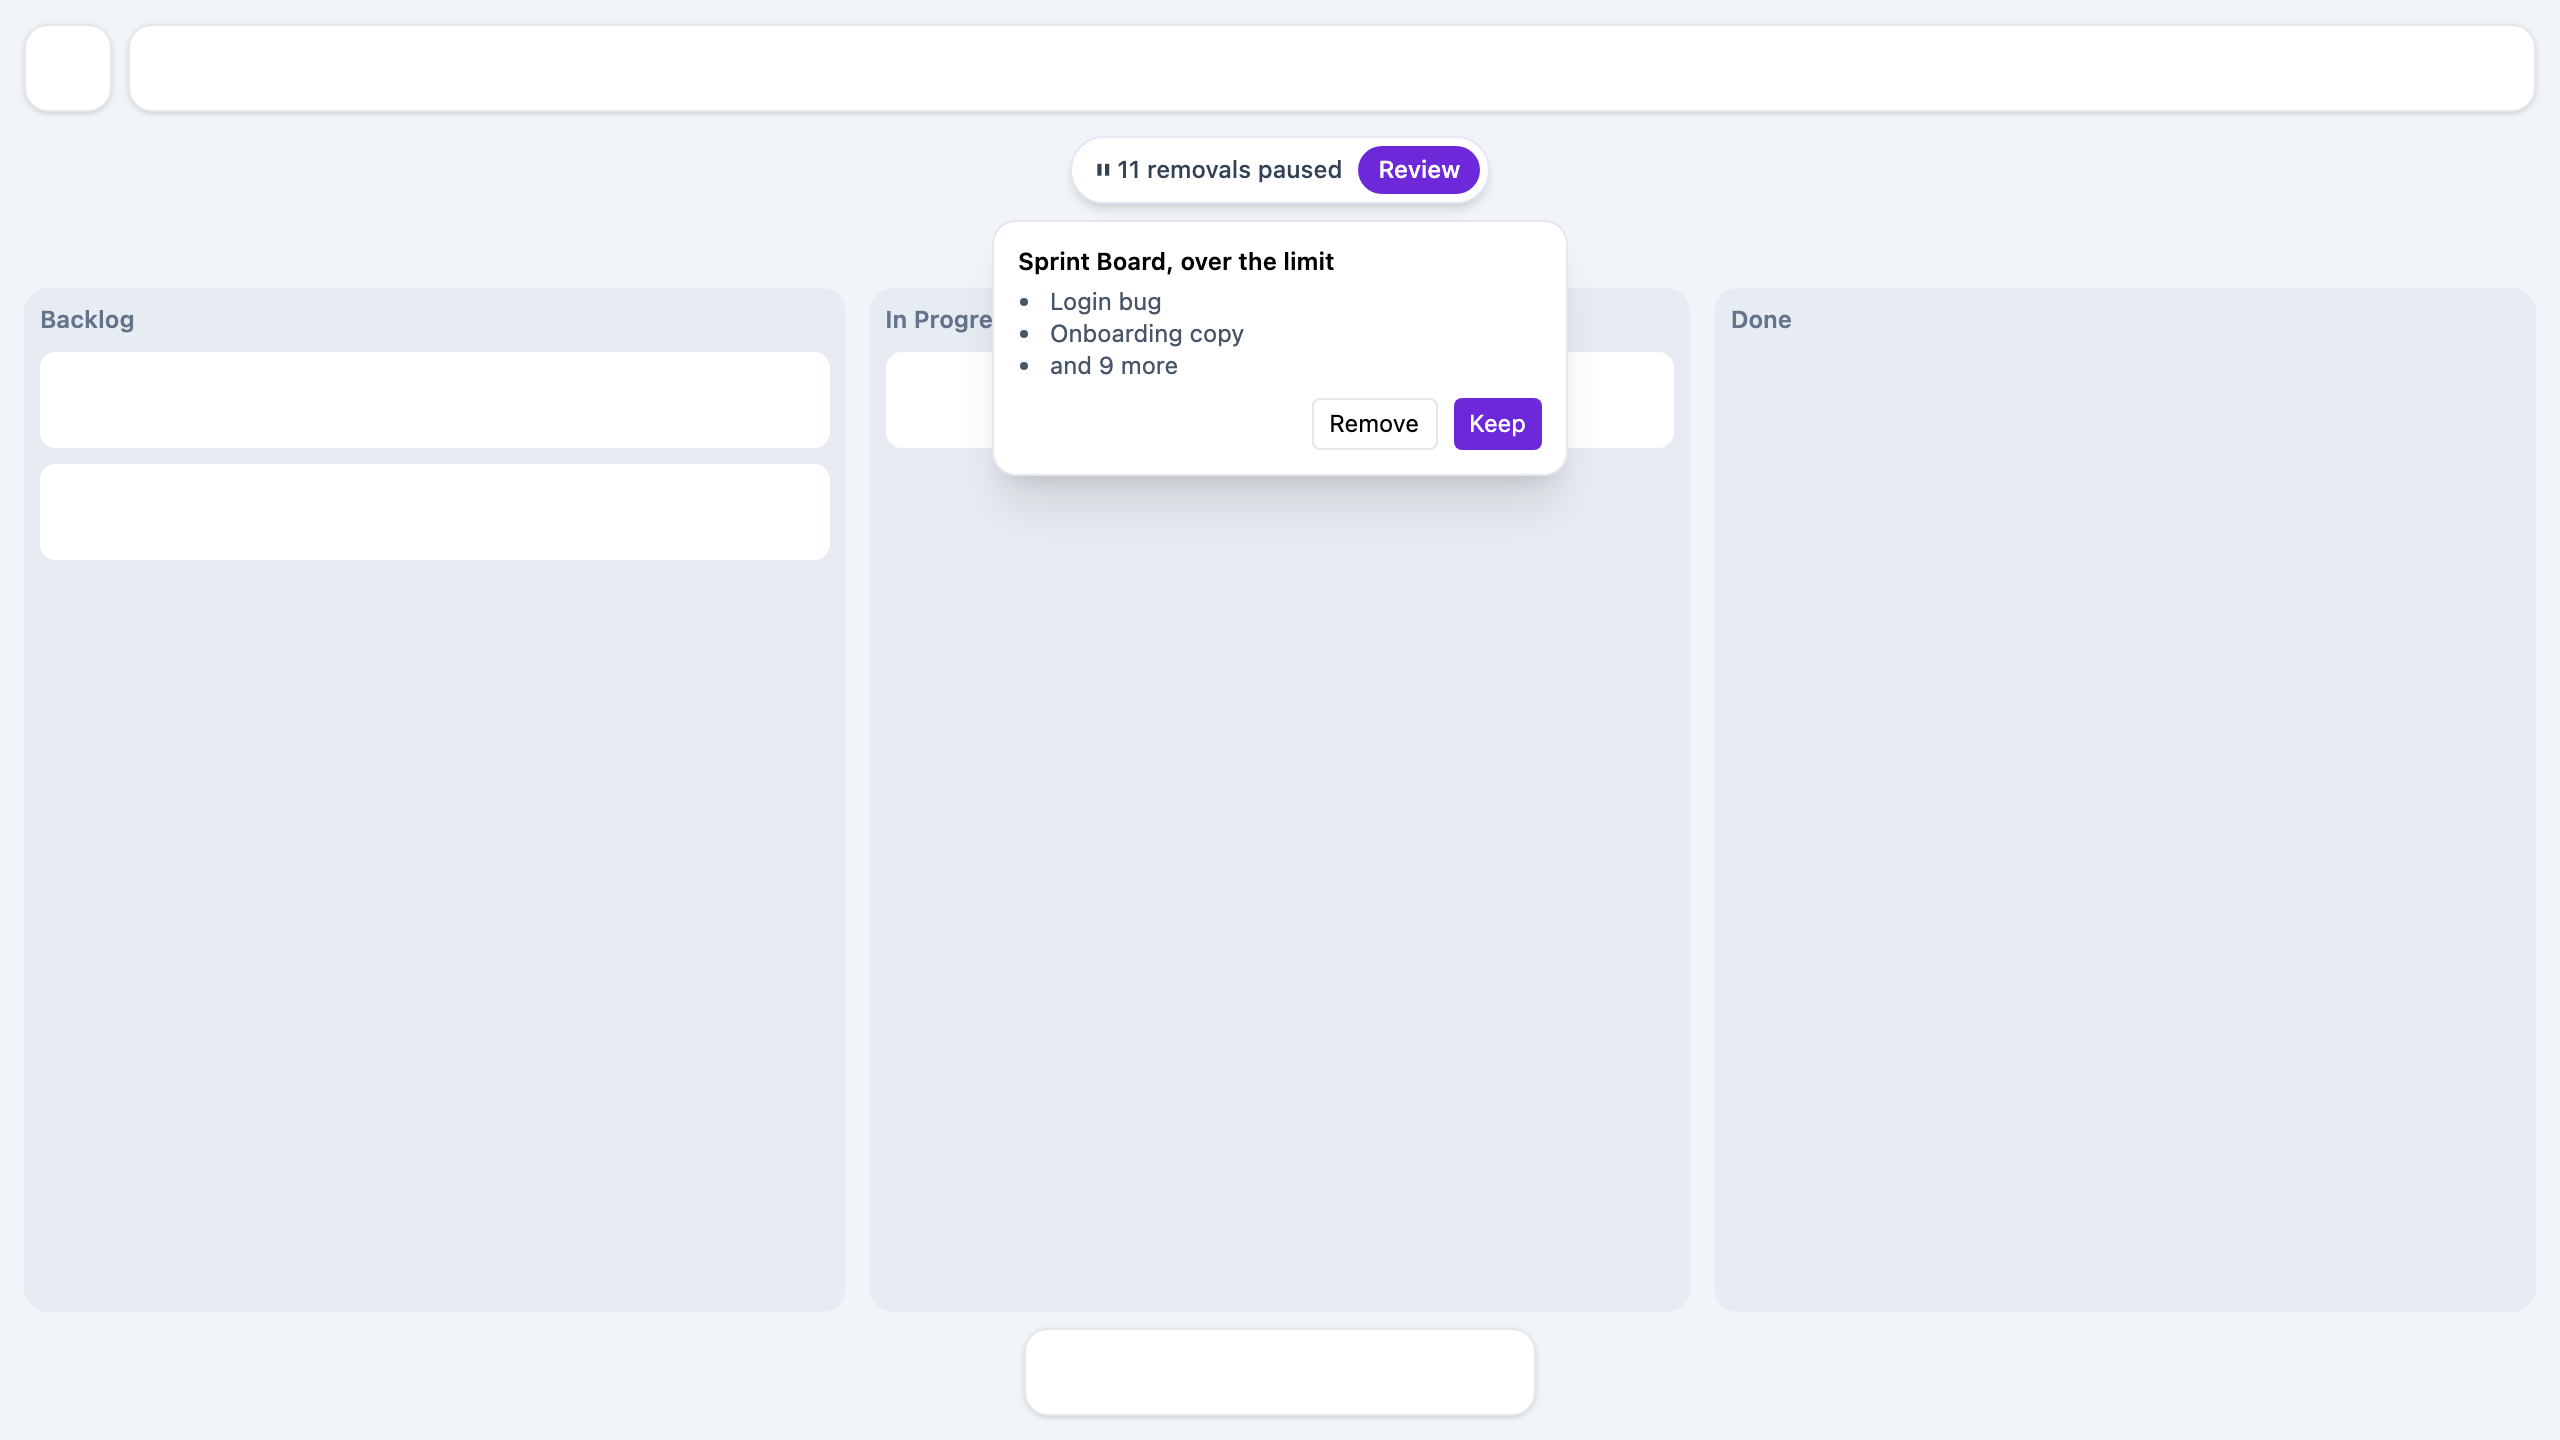 11 removals paused
Review
Sprint Board, over the limit
Login bug
Onboarding copy
and 9 more
Remove
Keep
Backlog
In Progre
Done